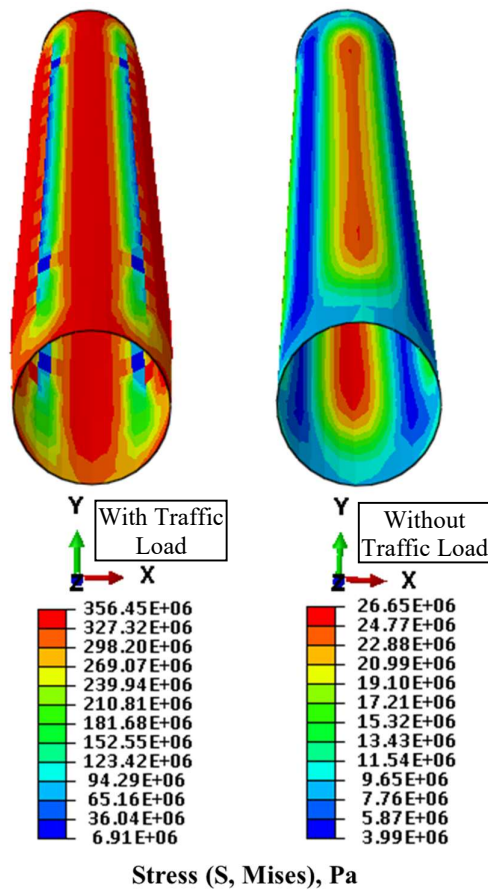 Y
With Traffic
Load
Z
X
356.45E+06
327.32E+06
298.20E+06
269.07E+06
239.94E+06
210.81E+06
181.68E+06
152.55E+06
123.42E+06
94.29E+06
65.16E+06
36.04E+06
6.91E+06
Y
Without
Traffic Load
Z
X
26.65E+06
24.77E+06
22.88E+06
20.99E+06
19.10E+06
17.21E+06
15.32E+06
13.43E+06
11.54E+06
9.65E+06
7.76E+06
5.87E+06
3.99E+06
Stress (S, Mises), Pa